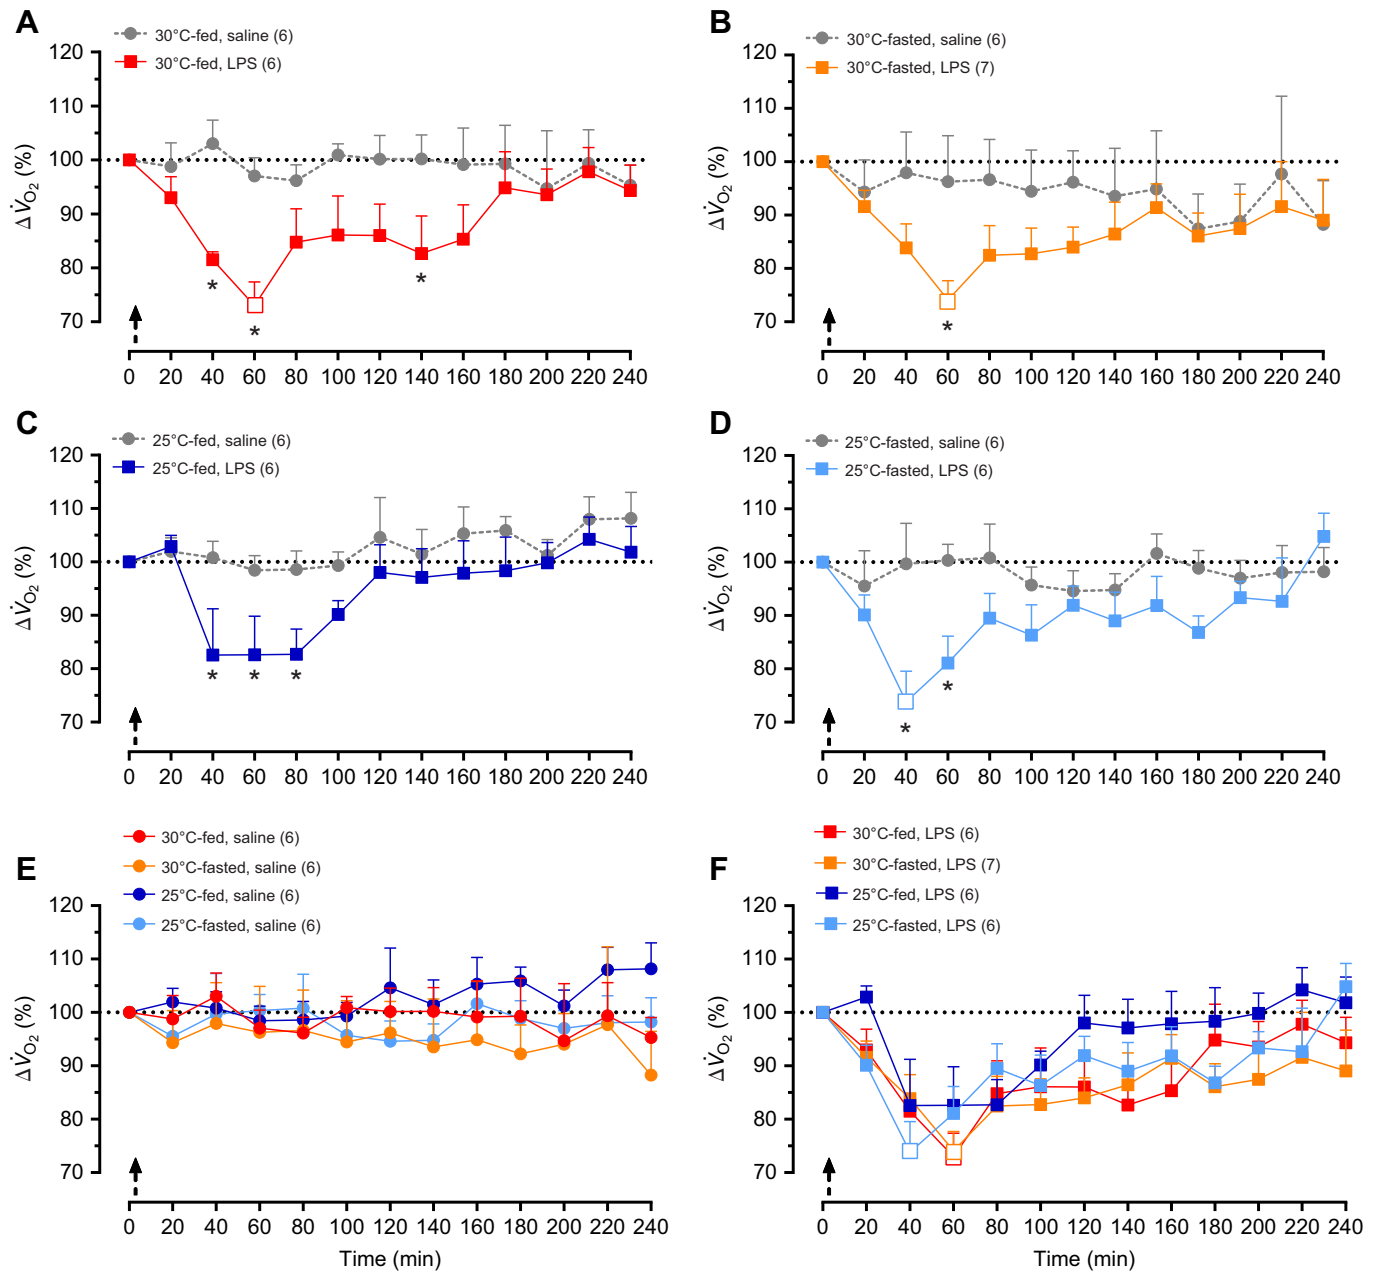 A
30°C-fed, saline (6)
30°C-fed, LPS (6)
120
110
100
90
80
70
ΔV̇O₂ (%)
*
*
*
0 20 40 60 80 100 120 140 160 180 200 220 240
B
30°C-fasted, saline (6)
30°C-fasted, LPS (7)
120
110
100
90
80
70
ΔV̇O₂ (%)
*
0 20 40 60 80 100 120 140 160 180 200 220 240
C
25°C-fed, saline (6)
25°C-fed, LPS (6)
120
110
100
90
80
70
ΔV̇O₂ (%)
* * *
0 20 40 60 80 100 120 140 160 180 200 220 240
D
25°C-fasted, saline (6)
25°C-fasted, LPS (6)
120
110
100
90
80
70
ΔV̇O₂ (%)
*
*
0 20 40 60 80 100 120 140 160 180 200 220 240
E
30°C-fed, saline (6)
30°C-fasted, saline (6)
25°C-fed, saline (6)
25°C-fasted, saline (6)
120
110
100
90
80
70
ΔV̇O₂ (%)
0 20 40 60 80 100 120 140 160 180 200 220 240
Time (min)
F
30°C-fed, LPS (6)
30°C-fasted, LPS (7)
25°C-fed, LPS (6)
25°C-fasted, LPS (6)
120
110
100
90
80
70
ΔV̇O₂ (%)
0 20 40 60 80 100 120 140 160 180 200 220 240
Time (min)